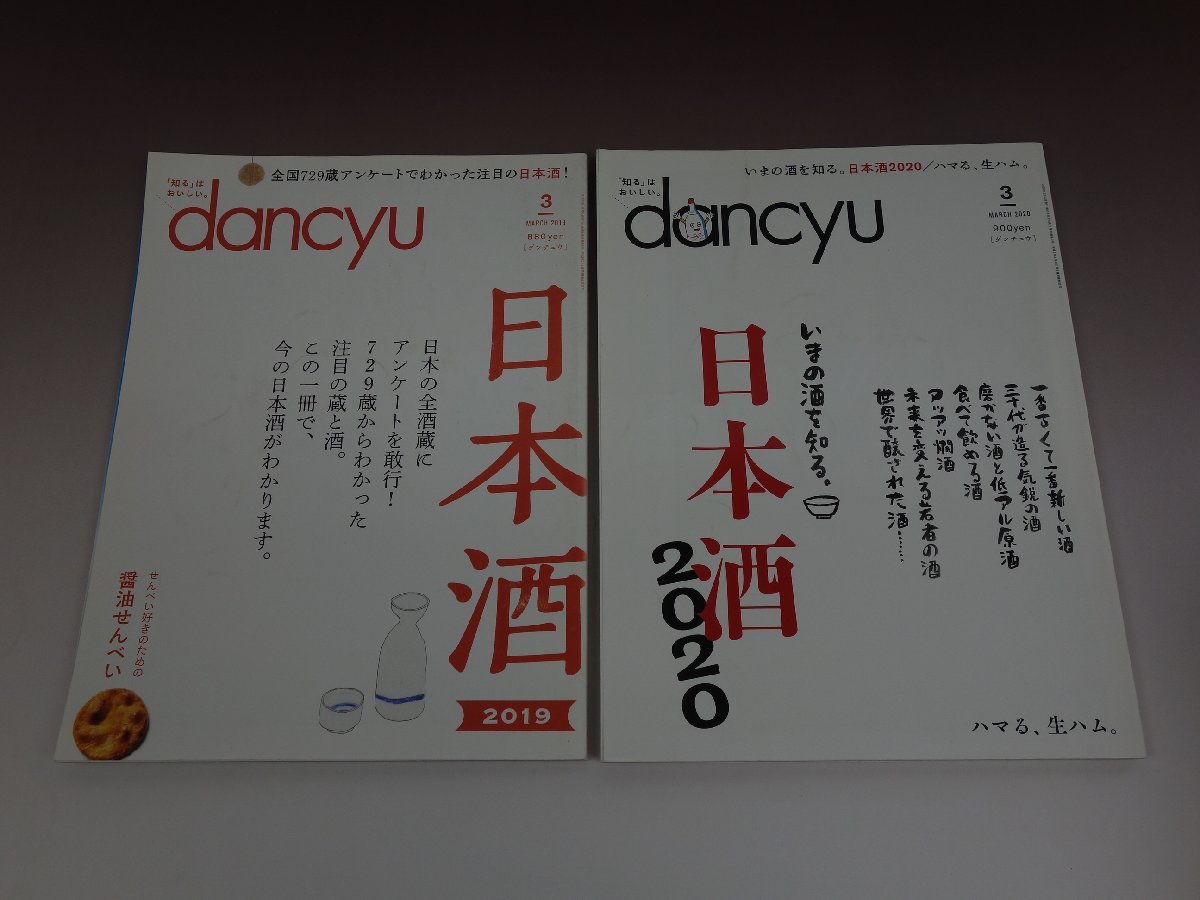 全国729蔵アンケートでわかった注目の日本酒!
「知る」は
おいしい。
dancyu
3
MARCH 2019
880yen
[ダンチュウ]
日本酒
日本の全酒蔵に
アンケートを敢行!
729蔵からわかった
注目の蔵と酒。
この一冊で、
今の日本酒がわかります。
せんべい好きのための
醤油せんべい
2019
いまの酒を知る。日本酒2020/ハマる、生ハム。
「知る」は
おいしい。
dancyu
3
MARCH 2020
900yen
[ダンチュウ]
一番古くて一番新しい酒
三十代が造る気鋭の酒
磨かない酒と低アル原酒
食べて飲める酒
アツアツ燗酒
未来を変える若者の酒
世界で醸された酒……
いまの酒を知る。
日本酒
2020
ハマる、生ハム。